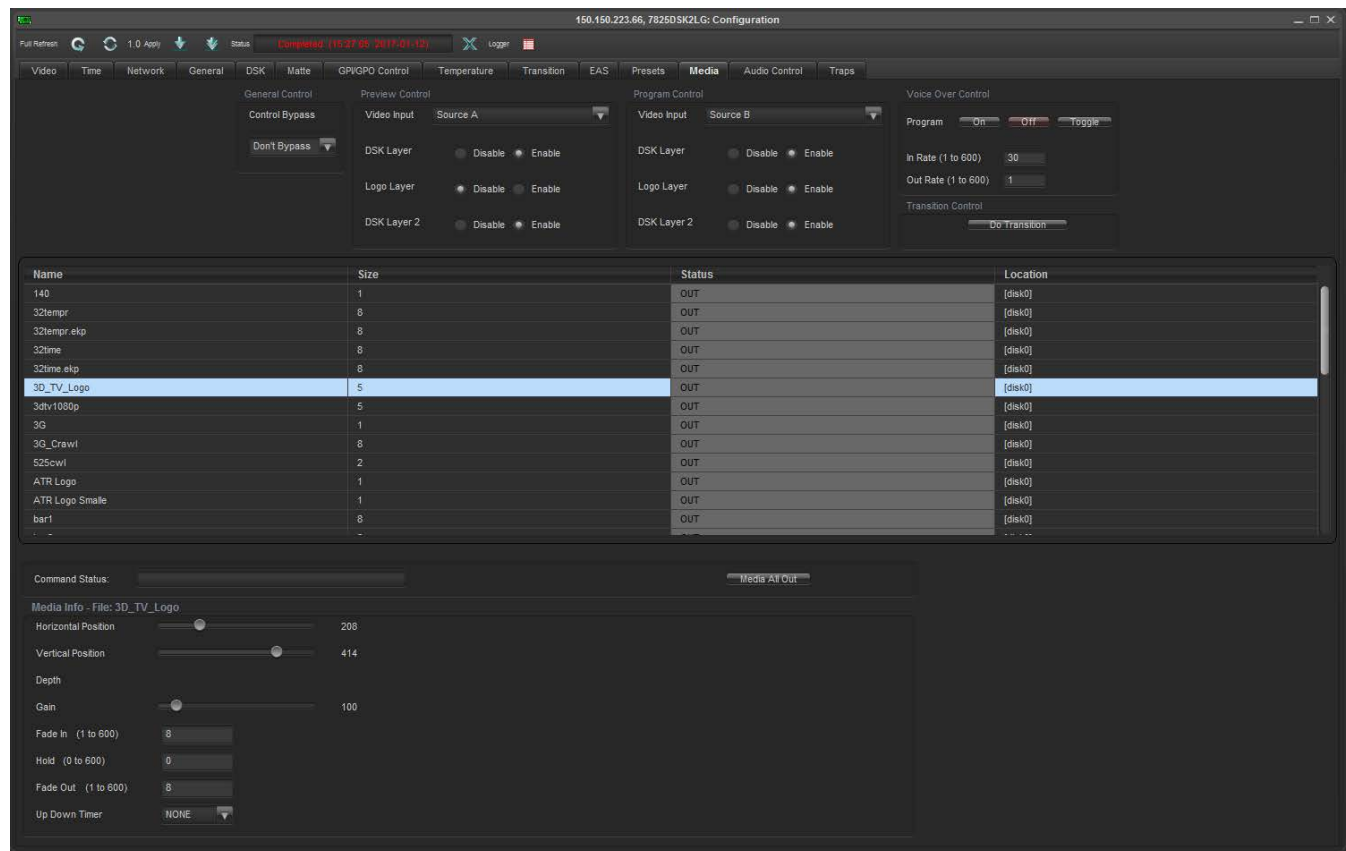 150.150.223.66, 7825DSK2LG: Configuration
Full Refresh 1.0 Apply Status Completed (15:27:05 2017-01-12) Logger
Video Time Network General DSK Matte GPI/GPO Control Temperature Transition EAS Presets Media Audio Control Traps
General Control Preview Control Program Control Voice Over Control
Control Bypass Video Input Source A Video Input Source B
Program On Off Toggle
Don't Bypass DSK Layer Disable Enable DSK Layer Disable Enable
In Rate (1 to 600) 30
Logo Layer Disable Enable Logo Layer Disable Enable
Out Rate (1 to 600) 1
Transition Control
DSK Layer 2 Disable Enable DSK Layer 2 Disable Enable
Do Transition
Name Size Status Location
140 1 OUT [disk0]
32tempr 8 OUT [disk0]
32tempr.ekp 8 OUT [disk0]
32time 8 OUT [disk0]
32time.ekp 8 OUT [disk0]
3D_TV_Logo 5 OUT [disk0]
3dtv1080p 5 OUT [disk0]
3G 1 OUT [disk0]
3G_Crawl 8 OUT [disk0]
525cwl 2 OUT [disk0]
ATR Logo 1 OUT [disk0]
ATR Logo Smalle 1 OUT [disk0]
bar1 8 OUT [disk0]
Command Status: Media All Out
Media Info - File: 3D_TV_Logo
Horizontal Position 208
Vertical Position 414
Depth
Gain 100
Fade In (1 to 600) 8
Hold (0 to 600) 0
Fade Out (1 to 600) 8
Up Down Timer NONE